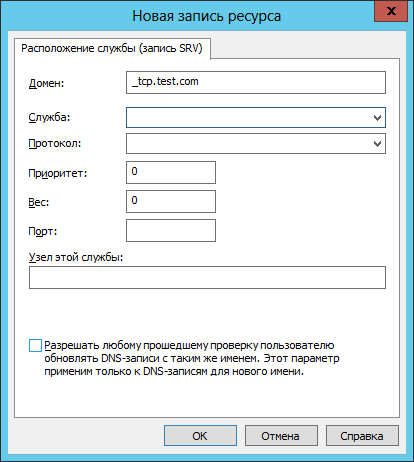 Новая запись ресурса
x
Расположение службы (запись SRV)
Домен: _tcp.test.com
Служба:
Протокол:
Приоритет: 0
Вес: 0
Порт:
Узел этой службы:
Разрешать любому прошедшему проверку пользователю
обновлять DNS-записи с таким же именем. Этот параметр
применим только к DNS-записям для нового имени.
ОК Отмена Справка